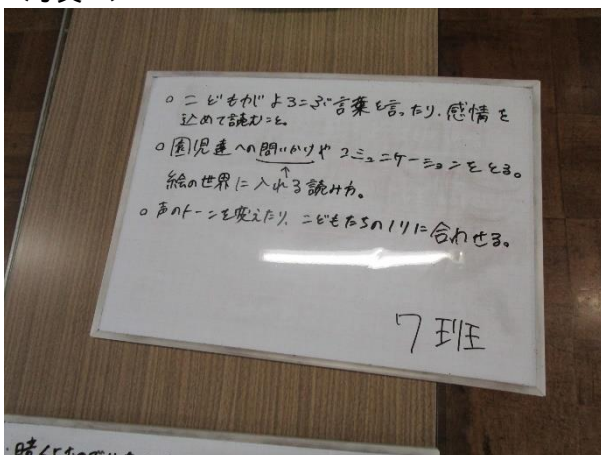 ○ こどもがよろこぶ言葉を言ったり、感情を
込めて読むこと。
○ 園児達への問いかけやコミュニケーションをとる。
↑
絵の世界に入れる読み方。
○ 声のトーンを変えたり、こどもたちのノリに合わせる。
7班